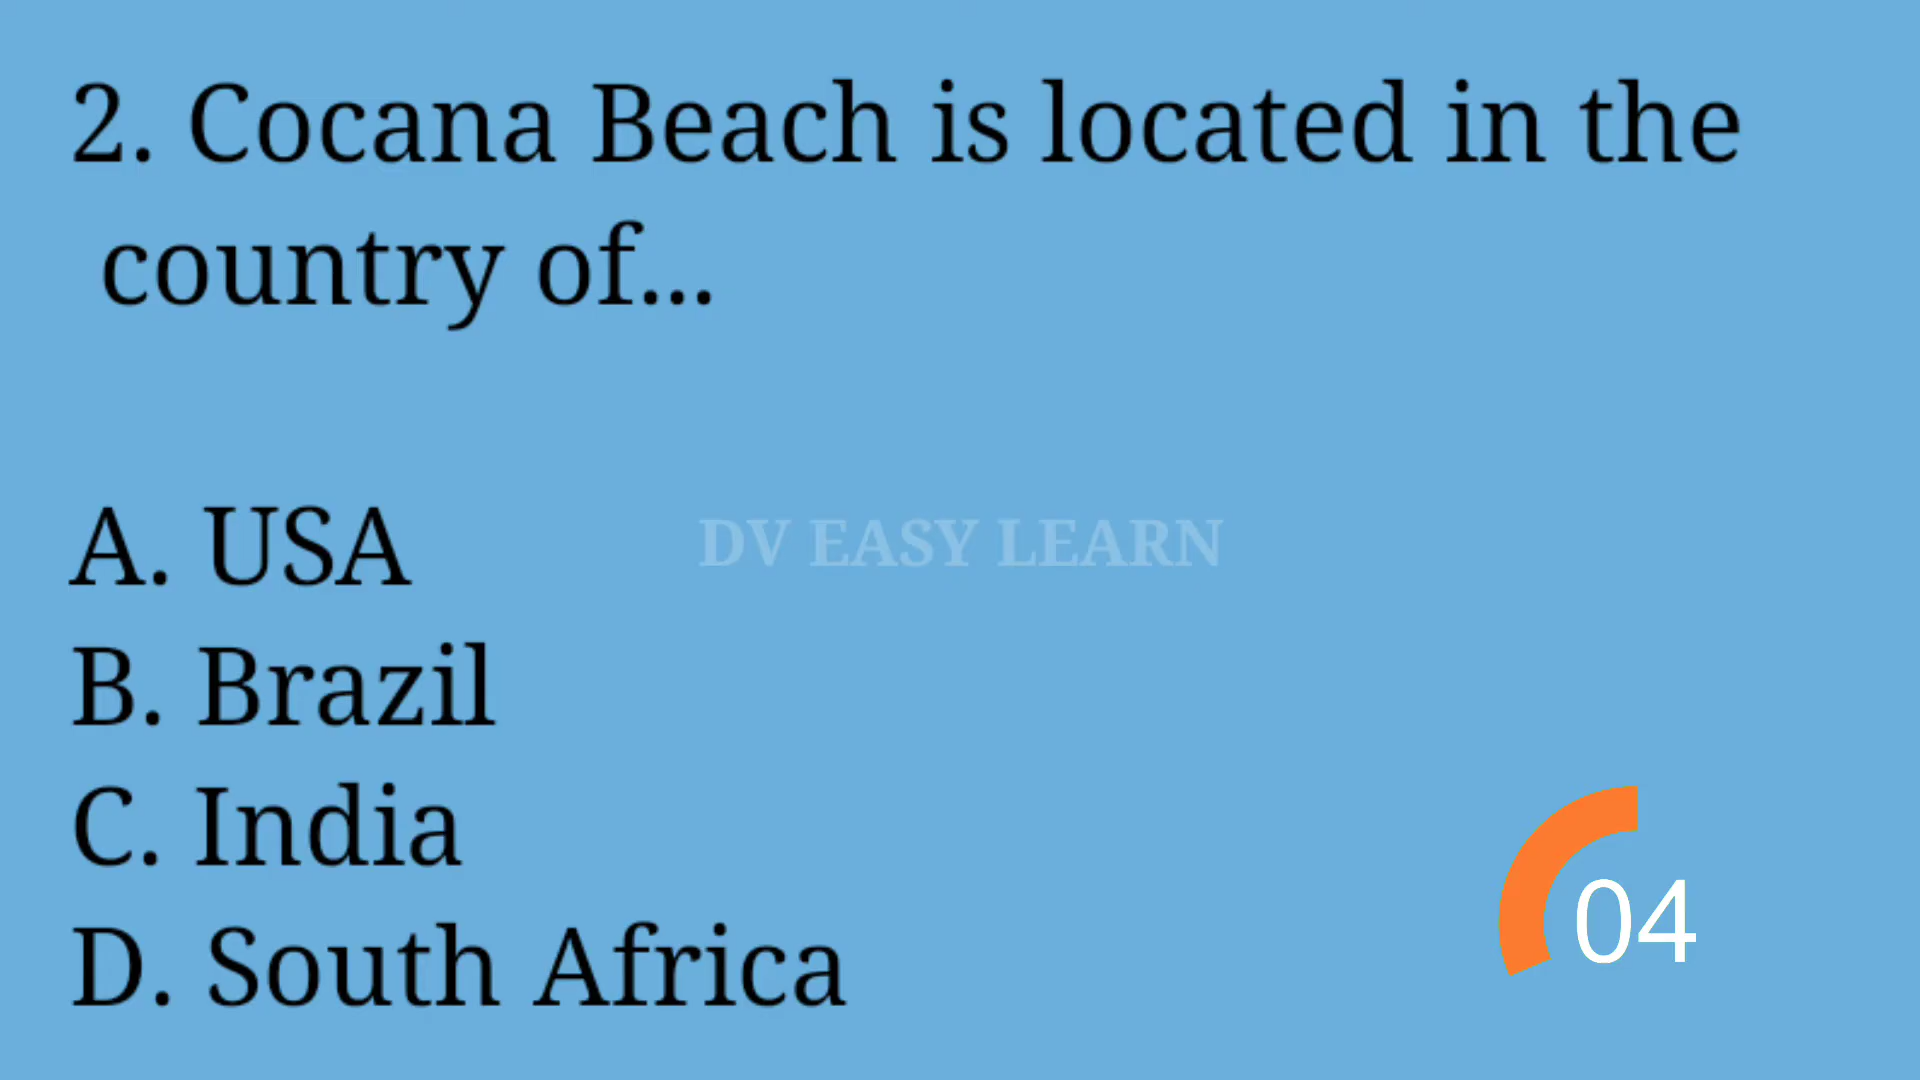 2. Cocana Beach is located in the
country of...
A. USA
DV EASY LEARN
B. Brazil
C. India
D. South Africa
04